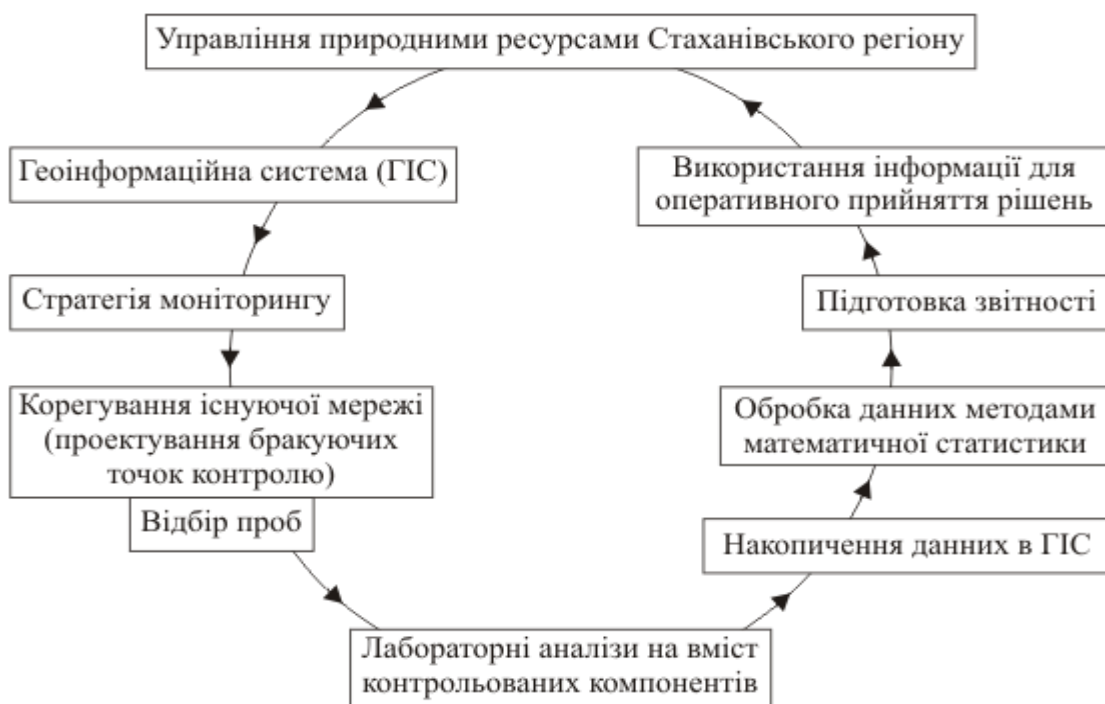 Управління природними ресурсами Стаханівського регіону
Геоінформаційна система (ГІС)
Стратегія моніторингу
Корегування існуючої мережі
(проектування бракуючих
точок контролю)
Відбір проб
Лабораторні аналізи на вміст
контрольованих компонентів
Накопичення данних в ГІС
Обробка данних методами
математичної статистики
Підготовка звітності
Використання інформації для
оперативного прийняття рішень